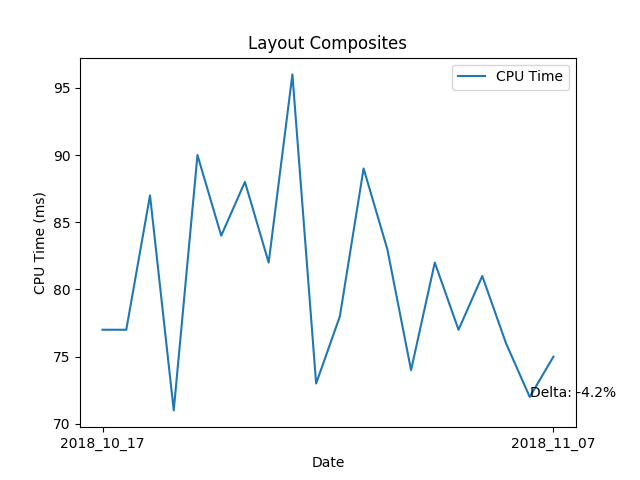 Layout Composites
CPU Time
95
90
85
80
75
70
CPU Time (ms)
Delta: -4.2%
2018_10_17
2018_11_07
Date